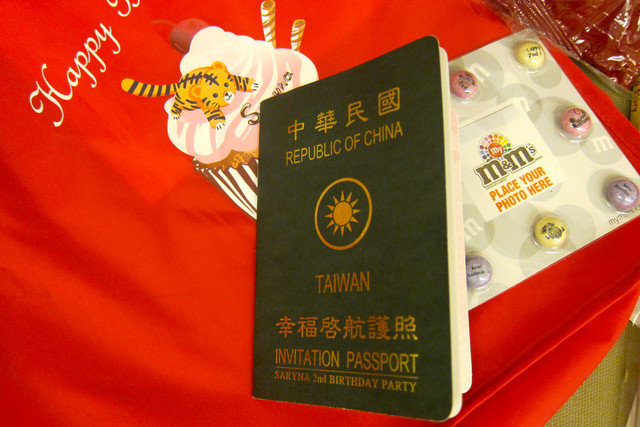 Happy
中華民國
REPUBLIC OF CHINA
TAIWAN
幸福啓航護照
INVITATION PASSPORT
SARYNA 2nd BIRTHDAY PARTY
my
m&m's
PLACE YOUR
PHOTO HERE